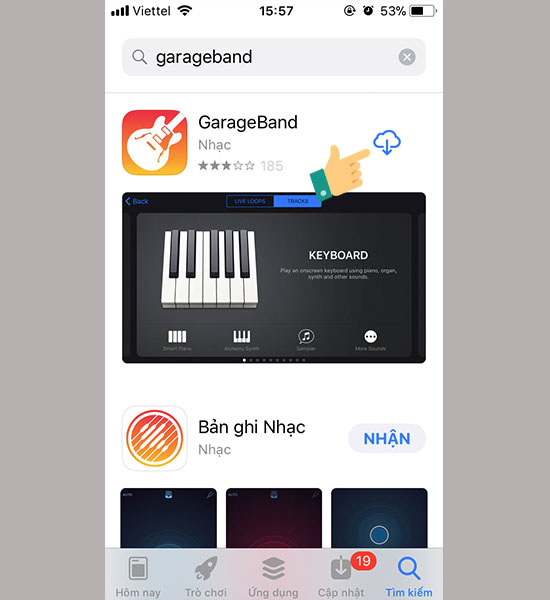 Viettel 15:57 53%
garageband
GarageBand
Nhạc
185
Back LIVE LOOPS TRACKS
KEYBOARD
Play an onscreen keyboard using piano, organ,
synth and other sounds.
Smart Piano Alchemy Synth Sampler More Sounds
Bản ghi Nhạc
Nhạc
NHẬN
AUTO AUTO
19
Hôm nay Trò chơi Ứng dụng Cập nhật Tìm kiếm